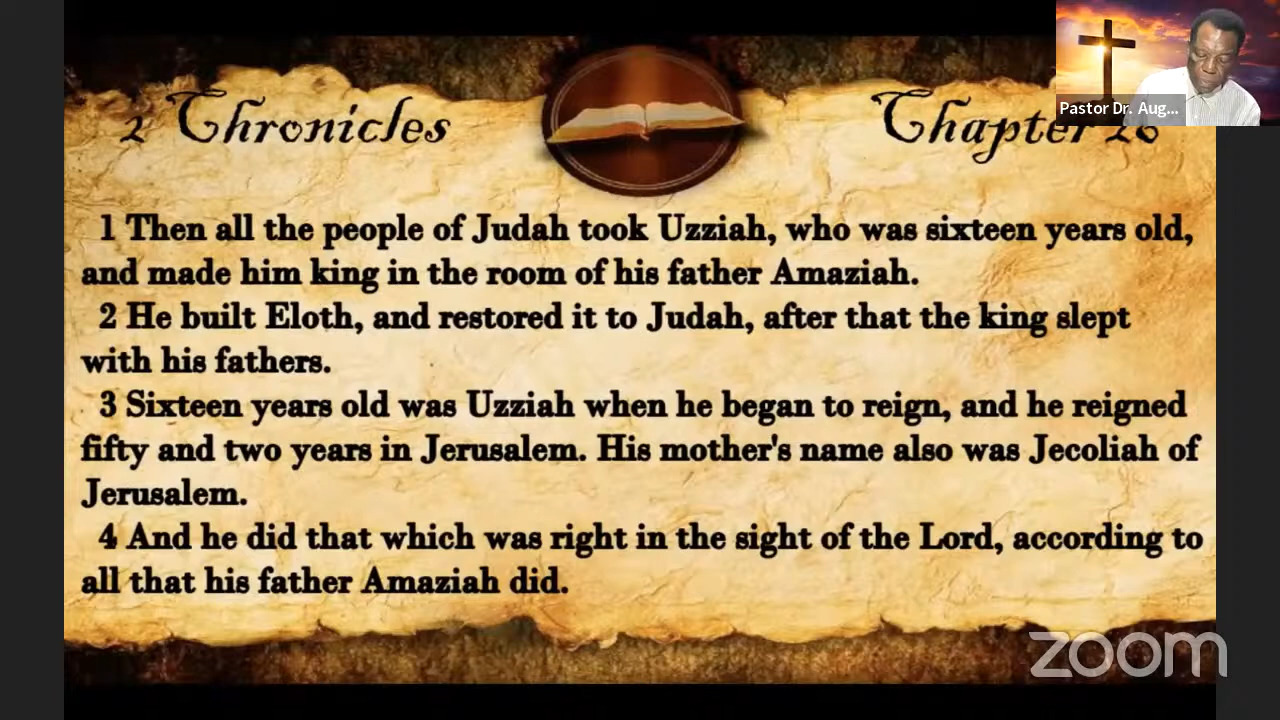 Pastor Dr. Aug...
2 Chronicles
Chapter
1 Then all the people of Judah took Uzziah, who was sixteen years old,
and made him king in the room of his father Amaziah.
2 He built Eloth, and restored it to Judah, after that the king slept
with his fathers.
3 Sixteen years old was Uzziah when he began to reign, and he reigned
fifty and two years in Jerusalem. His mother's name also was Jecoliah of
Jerusalem.
4 And he did that which was right in the sight of the Lord, according to
all that his father Amaziah did.
zoom